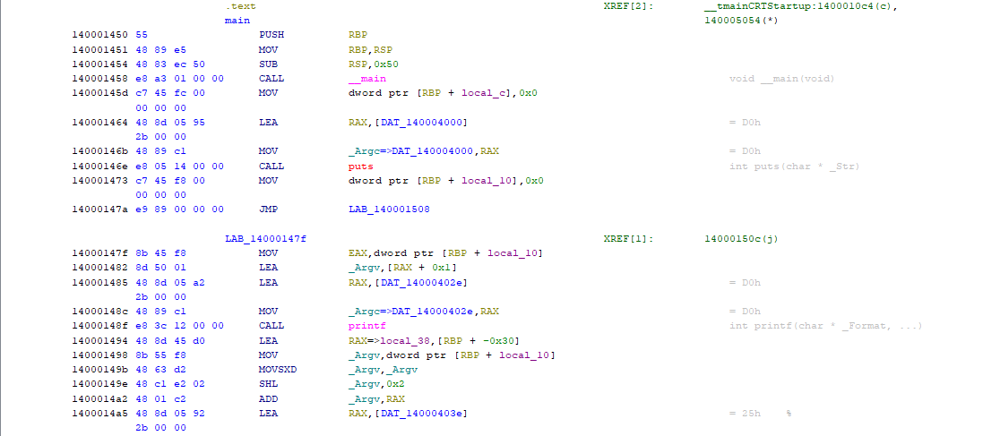 .text XREF[2]: __tmainCRTStartup:1400010c4(c),
main 140005054(*)
140001450 55 PUSH RBP
140001451 48 89 e5 MOV RBP,RSP
140001454 48 83 ec 50 SUB RSP,0x50
140001458 e8 a3 01 00 00 CALL __main void __main(void)
14000145d c7 45 fc 00 MOV dword ptr [RBP + local_c],0x0
00 00 00
140001464 48 8d 05 95 LEA RAX,[DAT_140004000] = D0h
2b 00 00
14000146b 48 89 c1 MOV _Argc=>DAT_140004000,RAX = D0h
14000146e e8 05 14 00 00 CALL puts int puts(char * _Str)
140001473 c7 45 f8 00 MOV dword ptr [RBP + local_10],0x0
00 00 00
14000147a e9 89 00 00 00 JMP LAB_140001508
LAB_14000147f XREF[1]: 14000150c(j)
14000147f 8b 45 f8 MOV EAX,dword ptr [RBP + local_10]
140001482 8d 50 01 LEA _Argv,[RAX + 0x1]
140001485 48 8d 05 a2 LEA RAX,[DAT_14000402e] = D0h
2b 00 00
14000148c 48 89 c1 MOV _Argc=>DAT_14000402e,RAX = D0h
14000148f e8 3c 12 00 00 CALL printf int printf(char * _Format, ...)
140001494 48 8d 45 d0 LEA RAX=>local_38,[RBP + -0x30]
140001498 8b 55 f8 MOV _Argv,dword ptr [RBP + local_10]
14000149b 48 63 d2 MOVSXD _Argv,_Argv
14000149e 48 c1 e2 02 SHL _Argv,0x2
1400014a2 48 01 c2 ADD _Argv,RAX
1400014a5 48 8d 05 92 LEA RAX,[DAT_14000403e] = 25h %
2b 00 00